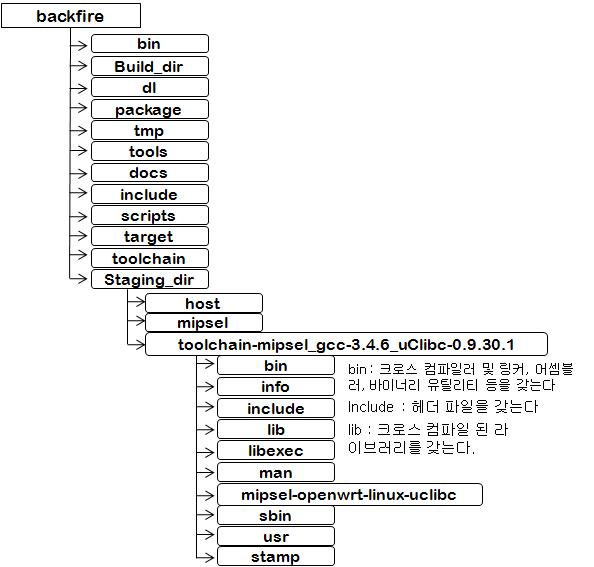 backfire
bin
Build_dir
dl
package
tmp
tools
docs
include
scripts
target
toolchain
Staging_dir
host
mipsel
toolchain-mipsel_gcc-3.4.6_uClibc-0.9.30.1
bin
bin : 크로스 컴파일러 및 링커, 어셈블
info
러, 바이너리 유틸리티 등을 갖는다
include
Include : 헤더 파일을 갖는다
lib
lib : 크로스 컴파일 된 라
libexec
이브러리를 갖는다.
man
mipsel-openwrt-linux-uclibc
sbin
usr
stamp